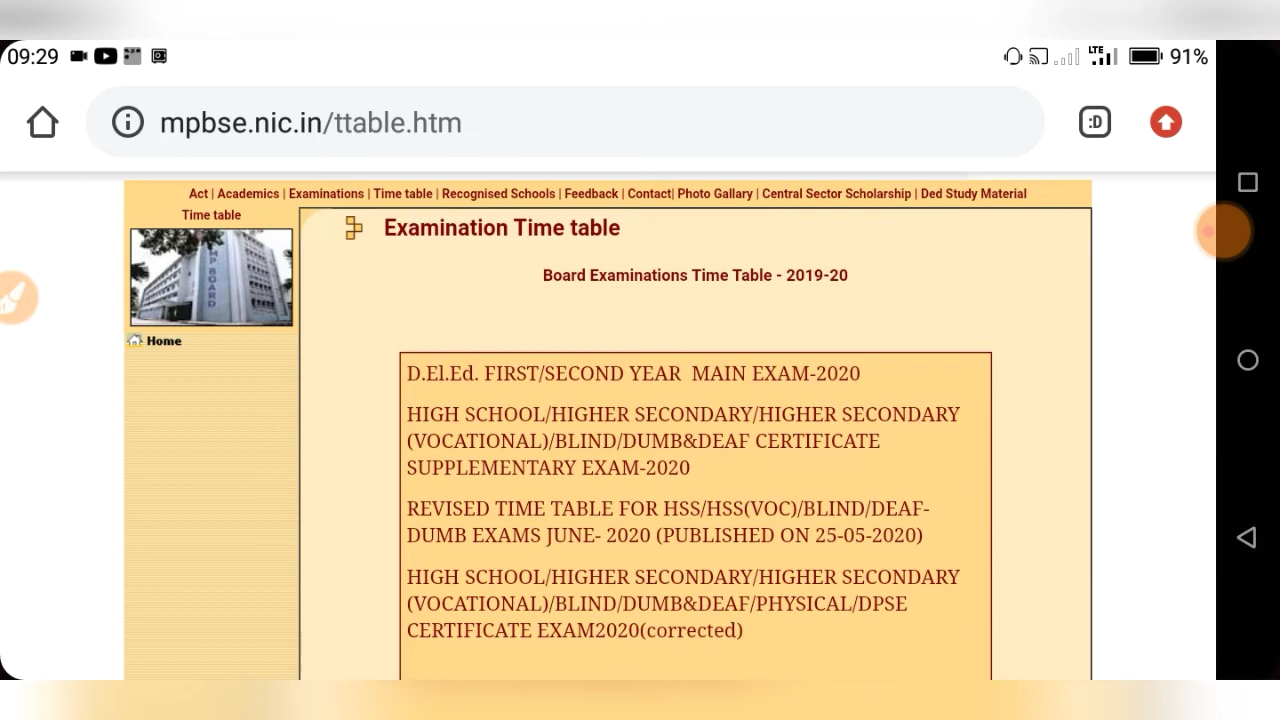 09:29
LTE
91%
mpbse.nic.in/ttable.htm
:D
Act | Academics | Examinations | Time table | Recognised Schools | Feedback | Contact| Photo Gallary | Central Sector Scholarship | Ded Study Material
Time table
Examination Time table
MP BOARD
Board Examinations Time Table - 2019-20
Home
D.El.Ed. FIRST/SECOND YEAR MAIN EXAM-2020
HIGH SCHOOL/HIGHER SECONDARY/HIGHER SECONDARY
(VOCATIONAL)/BLIND/DUMB&DEAF CERTIFICATE
SUPPLEMENTARY EXAM-2020
REVISED TIME TABLE FOR HSS/HSS(VOC)/BLIND/DEAF-
DUMB EXAMS JUNE- 2020 (PUBLISHED ON 25-05-2020)
HIGH SCHOOL/HIGHER SECONDARY/HIGHER SECONDARY
(VOCATIONAL)/BLIND/DUMB&DEAF/PHYSICAL/DPSE
CERTIFICATE EXAM2020(corrected)